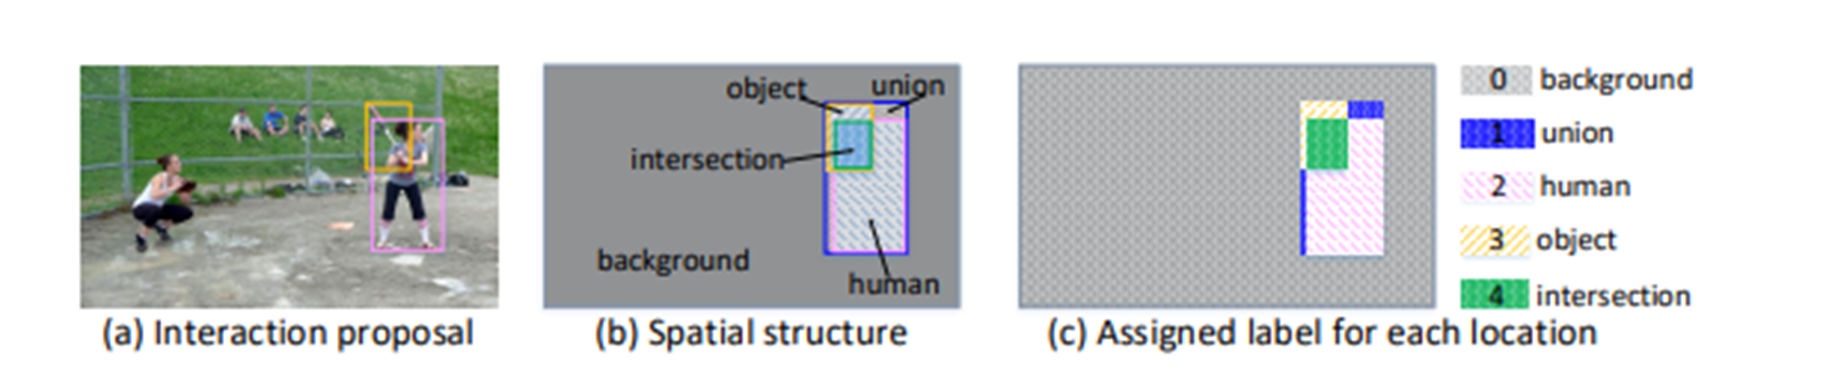 object union
intersection
background
human
0 background
1 union
2 human
3 object
4 intersection
(a) Interaction proposal
(b) Spatial structure
(c) Assigned label for each location